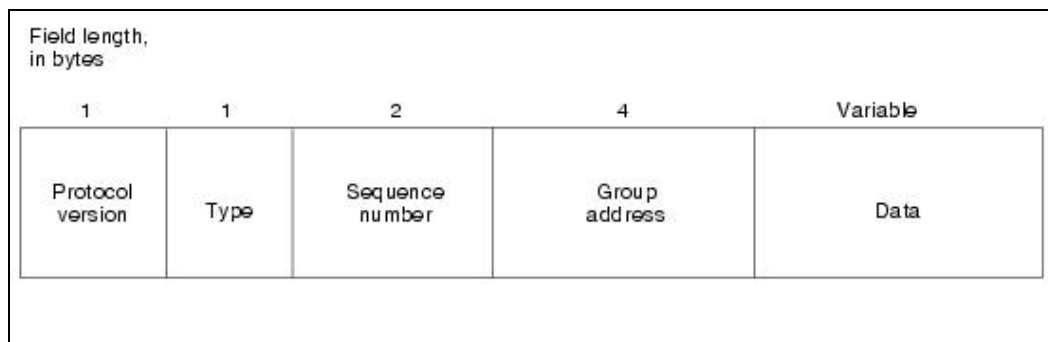 Field length,
in bytes
1 1 2 4 Variable
Protocol
version
Type
Sequence
number
Group
address
Data